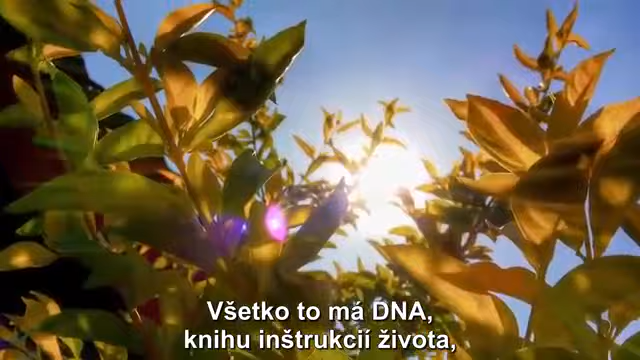 Všetko to má DNA,
knihu inštrukcií života,